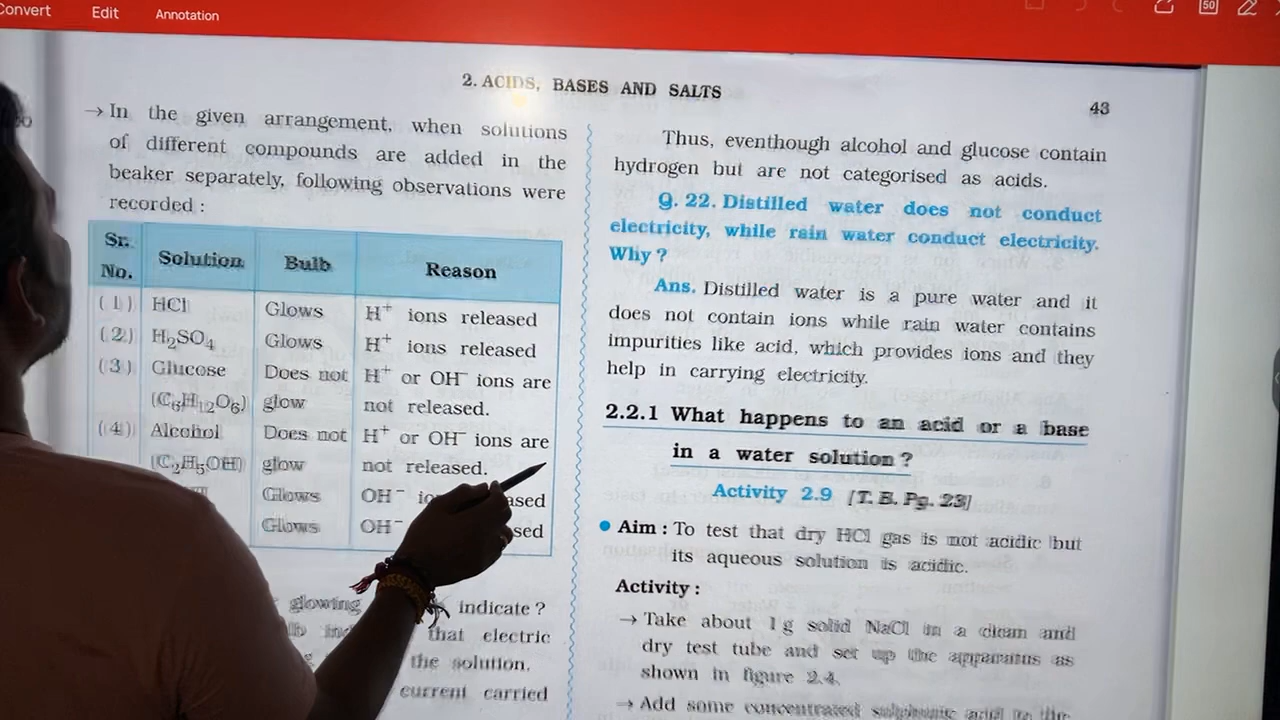 Convert Edit Annotation
50
2. ACIDS, BASES AND SALTS
43
→ In the given arrangement, when solutions
of different compounds are added in the
beaker separately, following observations were
recorded :
Sr. No. Solution Bulb Reason
(1) HCl Glows H⁺ ions released
(2) H₂SO₄ Glows H⁺ ions released
(3) Glucose Does not H⁺ or OH⁻ ions are
(C₆H₁₂O₆) glow not released.
(4) Alcohol Does not H⁺ or OH⁻ ions are
(C₂H₅OH) glow not released.
Glows OH⁻
Glows OH⁻
glowing indicate ?
that electric
the solution.
current carried
Thus, eventhough alcohol and glucose contain
hydrogen but are not categorised as acids.
Q. 22. Distilled water does not conduct
electricity, while rain water conduct electricity.
Why ?
Ans. Distilled water is a pure water and it
does not contain ions while rain water contains
impurities like acid, which provides ions and they
help in carrying electricity.
2.2.1 What happens to an acid or a base
in a water solution ?
Activity 2.9 [T. B. Pg. 23]
• Aim : To test that dry HCl gas is not acidic but
its aqueous solution is acidic.
Activity :
→ Take about 1 g solid NaCl in a clean and
dry test tube and set up the apparatus as
shown in figure 2.4.
→ Add some concentrated sulphuric acid to the